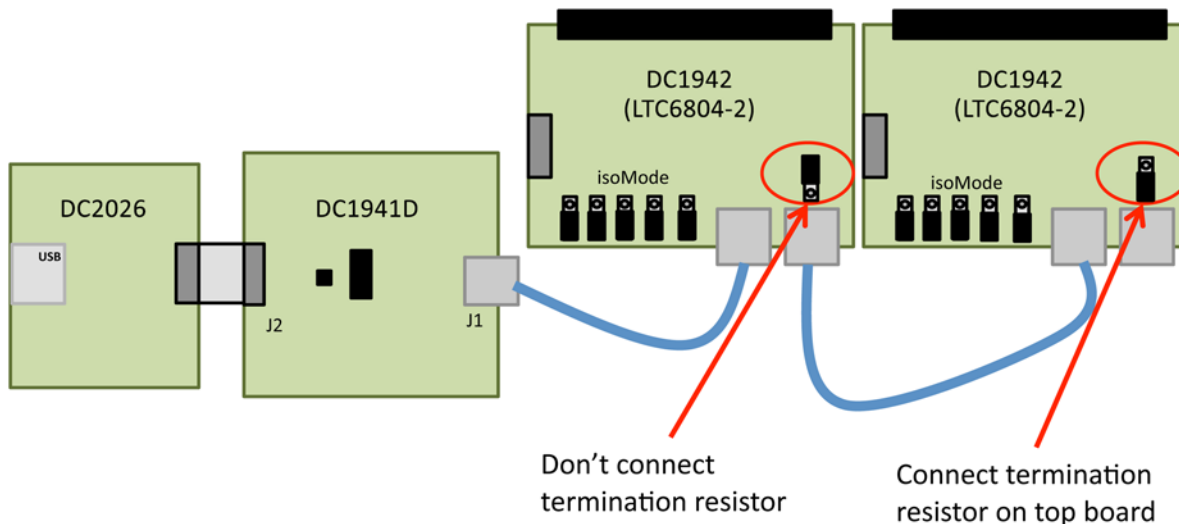 DC1942
(LTC6804-2)
DC1942
(LTC6804-2)
isoMode
isoMode
DC2026
DC1941D
USB
J2
J1
Don’t connect
termination resistor
Connect termination
resistor on top board